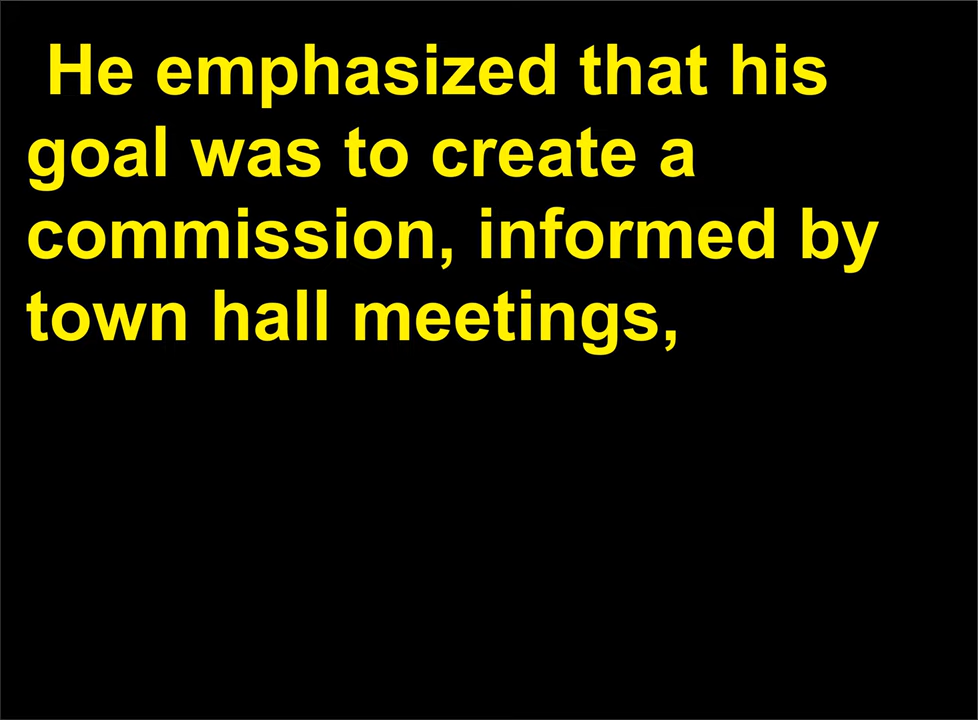 He emphasized that his
goal was to create a
commission, informed by
town hall meetings,